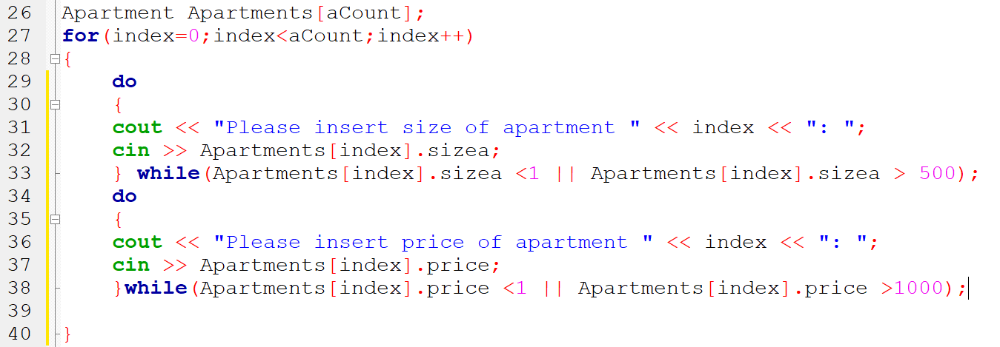 26 Apartment Apartments[aCount];
27 for(index=0;index<aCount;index++)
28 {
29 do
30 {
31 cout << "Please insert size of apartment " << index << ": ";
32 cin >> Apartments[index].sizea;
33 } while(Apartments[index].sizea <1 || Apartments[index].sizea > 500);
34 do
35 {
36 cout << "Please insert price of apartment " << index << ": ";
37 cin >> Apartments[index].price;
38 }while(Apartments[index].price <1 || Apartments[index].price >1000);
39
40 }